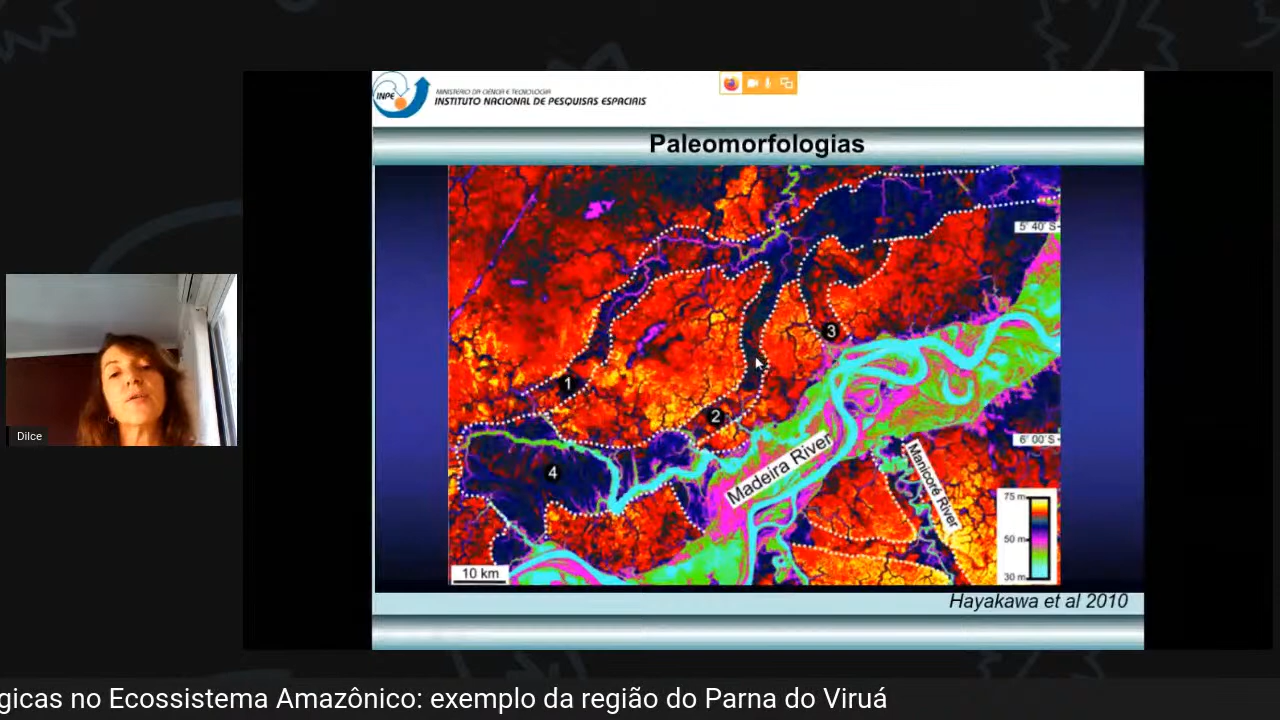 INPE
MINISTÉRIO DA CIÊNCIA E TECNOLOGIA
INSTITUTO NACIONAL DE PESQUISAS ESPACIAIS
Paleomorfologias
5° 40' S
3
1
2
6° 00' S
4
Madeira River
Manicoré River
75 m
50 m
30 m
10 km
Hayakawa et al 2010
Dilce
gicas no Ecossistema Amazônico: exemplo da região do Parna do Viruá